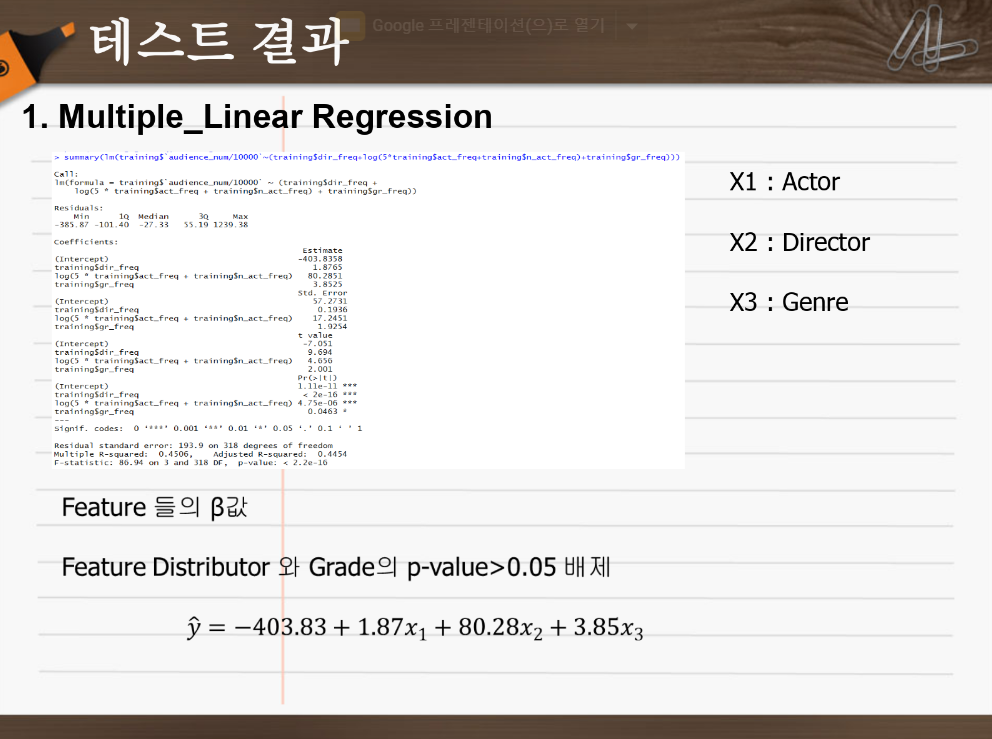 Google 프레젠테이션(으)로 열기
테스트 결과
1. Multiple_Linear Regression
> summary(lm(training$`audience_num/10000`~(training$dir_freq+log(5*training$act_freq+training$n_act_freq)+training$gr_freq)))
Call:
lm(formula = training$`audience_num/10000` ~ (training$dir_freq +
log(5 * training$act_freq + training$n_act_freq) + training$gr_freq))
Residuals:
Min 1Q Median 3Q Max
-385.87 -101.40 -27.33 55.19 1239.38
Coefficients:
Estimate
(Intercept) -403.8358
training$dir_freq 1.8765
log(5 * training$act_freq + training$n_act_freq) 80.2851
training$gr_freq 3.8525
Std. Error
(Intercept) 57.2731
training$dir_freq 0.1936
log(5 * training$act_freq + training$n_act_freq) 17.2451
training$gr_freq 1.9254
t value
(Intercept) -7.051
training$dir_freq 9.694
log(5 * training$act_freq + training$n_act_freq) 4.656
training$gr_freq 2.001
Pr(>|t|)
(Intercept) 1.11e-11 ***
training$dir_freq < 2e-16 ***
log(5 * training$act_freq + training$n_act_freq) 4.75e-06 ***
training$gr_freq 0.0463 *
---
Signif. codes: 0 '***' 0.001 '**' 0.01 '*' 0.05 '.' 0.1 ' ' 1
Residual standard error: 193.9 on 318 degrees of freedom
Multiple R-squared: 0.4506, Adjusted R-squared: 0.4454
F-statistic: 86.94 on 3 and 318 DF, p-value: < 2.2e-16
X1 : Actor
X2 : Director
X3 : Genre
Feature 들의 β값
Feature Distributor 와 Grade의 p-value>0.05 배제
ŷ = −403.83 + 1.87x₁ + 80.28x₂ + 3.85x₃